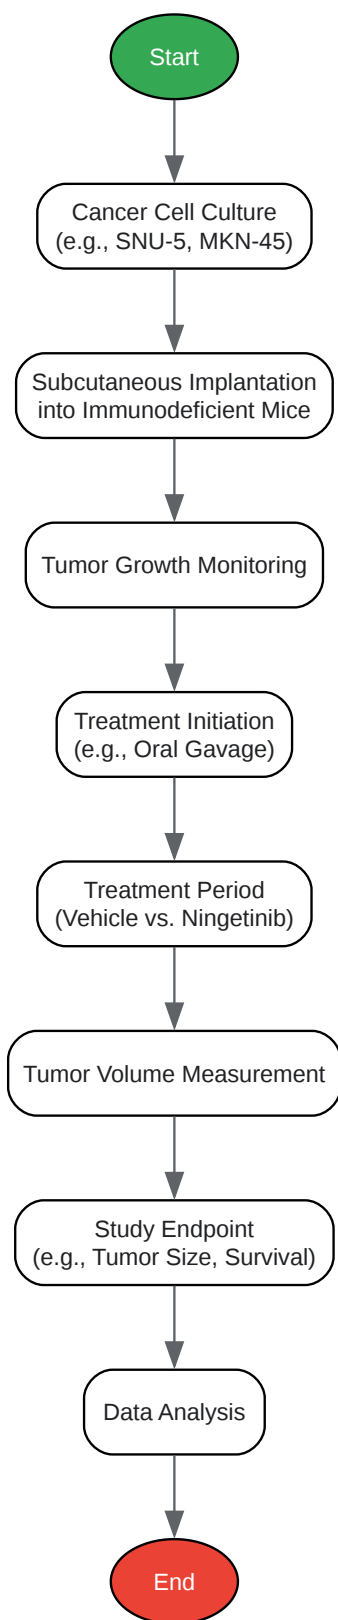 Start
Cancer Cell Culture
(e.g., SNU-5, MKN-45)
Subcutaneous Implantation
into Immunodeficient Mice
Tumor Growth Monitoring
Treatment Initiation
(e.g., Oral Gavage)
Treatment Period
(Vehicle vs. Ningetinib)
Tumor Volume Measurement
Study Endpoint
(e.g., Tumor Size, Survival)
Data Analysis
End